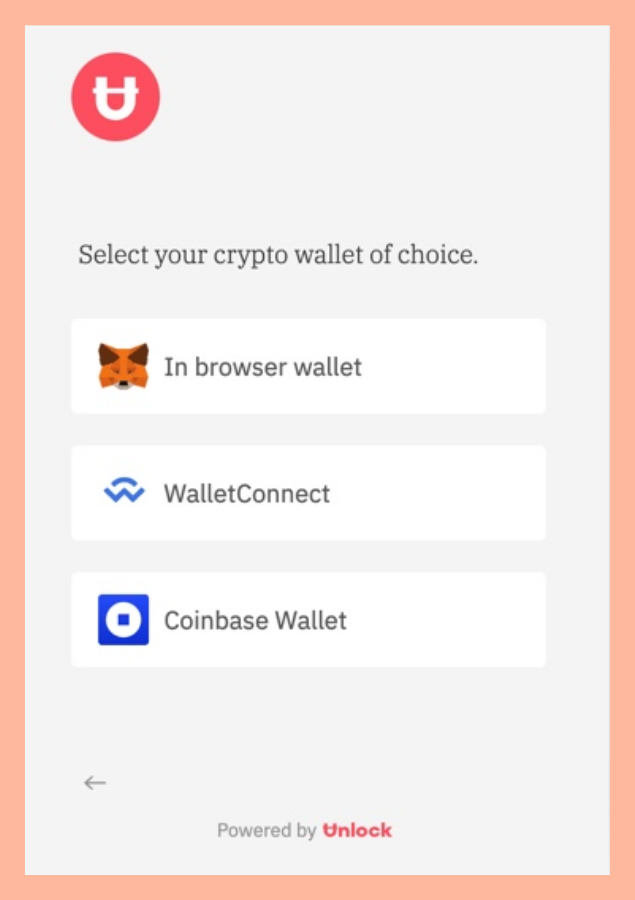 Select your crypto wallet of choice.
In browser wallet
WalletConnect
Coinbase Wallet
Powered by Unlock